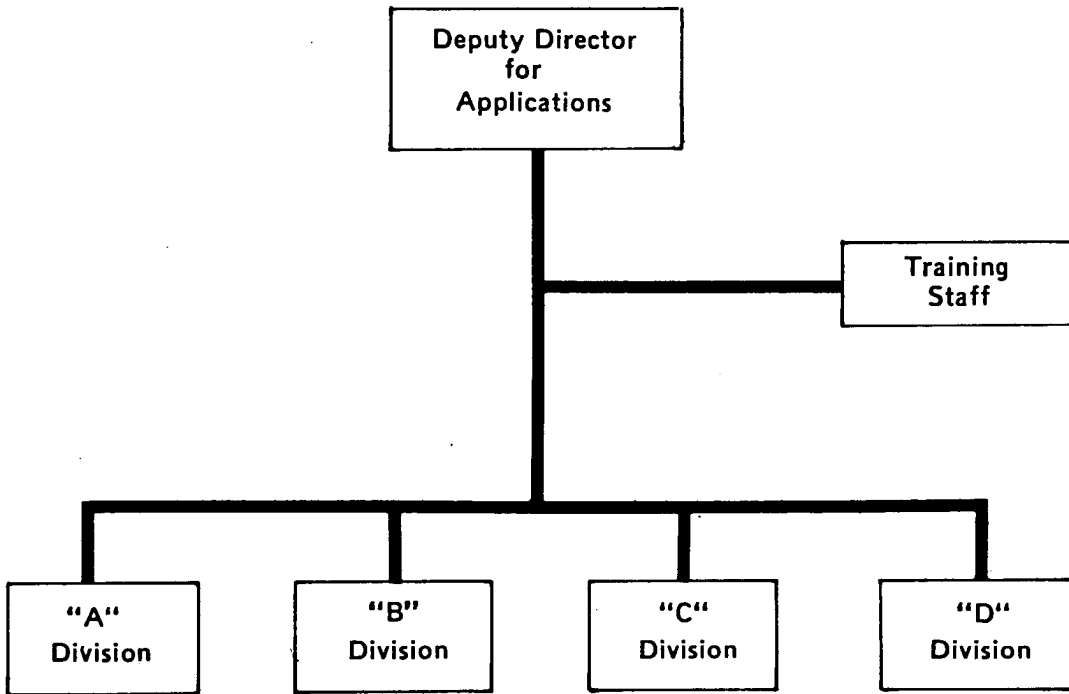 Deputy Director
for
Applications
Training
Staff
“A“
Division
“B”
Division
“C“
Division
“D“
Division